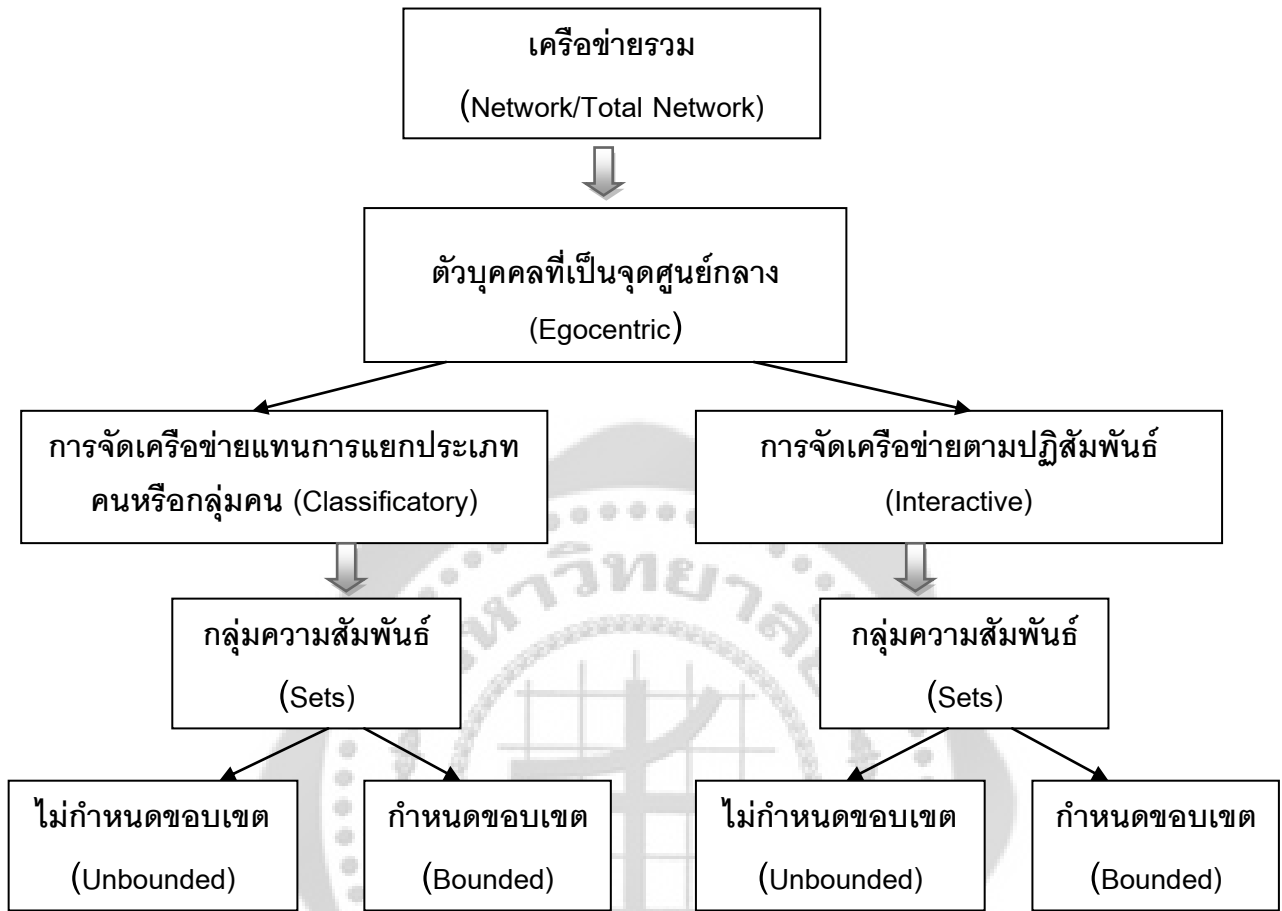 เครือข่ายรวม
(Network/Total Network)
ตัวบุคคลที่เป็นจุดศูนย์กลาง
(Egocentric)
การจัดเครือข่ายแทนการแยกประเภท
คนหรือกลุ่มคน (Classificatory)
การจัดเครือข่ายตามปฏิสัมพันธ์
(Interactive)
กลุ่มความสัมพันธ์
(Sets)
กลุ่มความสัมพันธ์
(Sets)
ไม่กำหนดขอบเขต
(Unbounded)
กำหนดขอบเขต
(Bounded)
ไม่กำหนดขอบเขต
(Unbounded)
กำหนดขอบเขต
(Bounded)